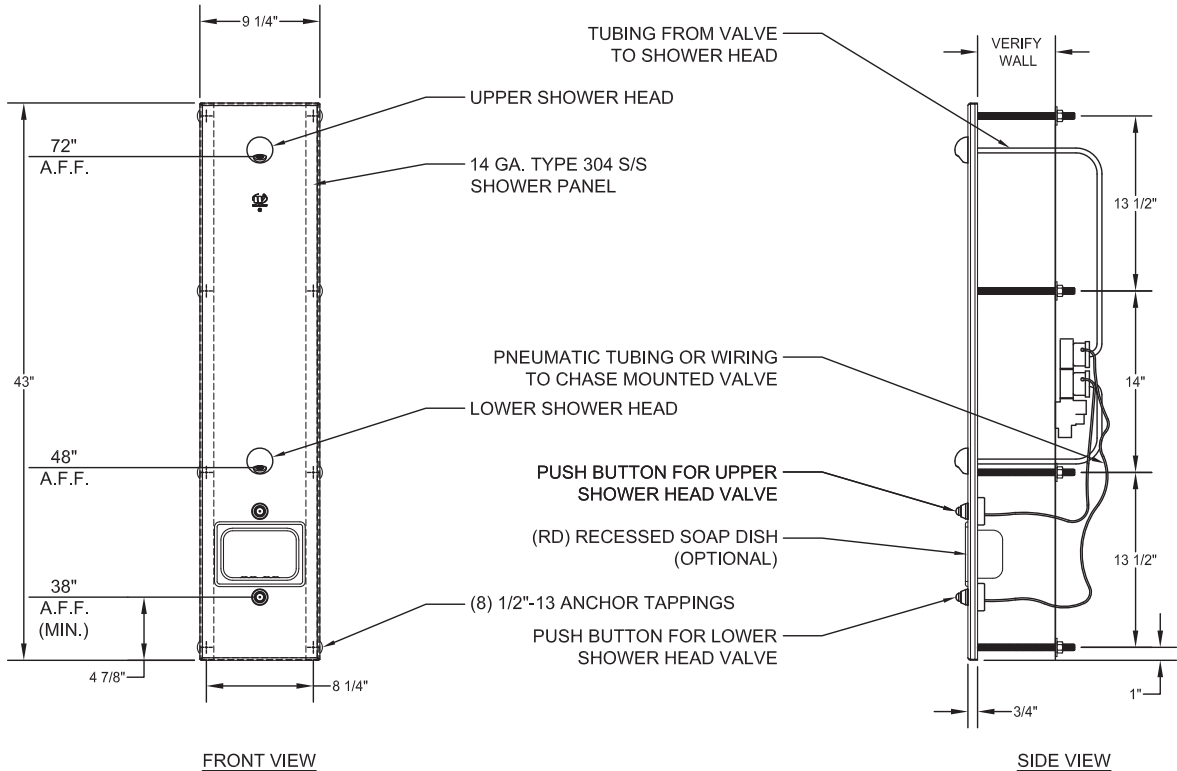 9 1/4"
TUBING FROM VALVE
TO SHOWER HEAD
VERIFY
WALL
UPPER SHOWER HEAD
72"
A.F.F.
14 GA. TYPE 304 S/S
SHOWER PANEL
13 1/2"
43"
PNEUMATIC TUBING OR WIRING
TO CHASE MOUNTED VALVE
14"
LOWER SHOWER HEAD
48"
A.F.F.
PUSH BUTTON FOR UPPER
SHOWER HEAD VALVE
(RD) RECESSED SOAP DISH
(OPTIONAL)
13 1/2"
38"
A.F.F.
(MIN.)
(8) 1/2"-13 ANCHOR TAPPINGS
PUSH BUTTON FOR LOWER
SHOWER HEAD VALVE
4 7/8"
8 1/4"
1"
3/4"
FRONT VIEW
SIDE VIEW